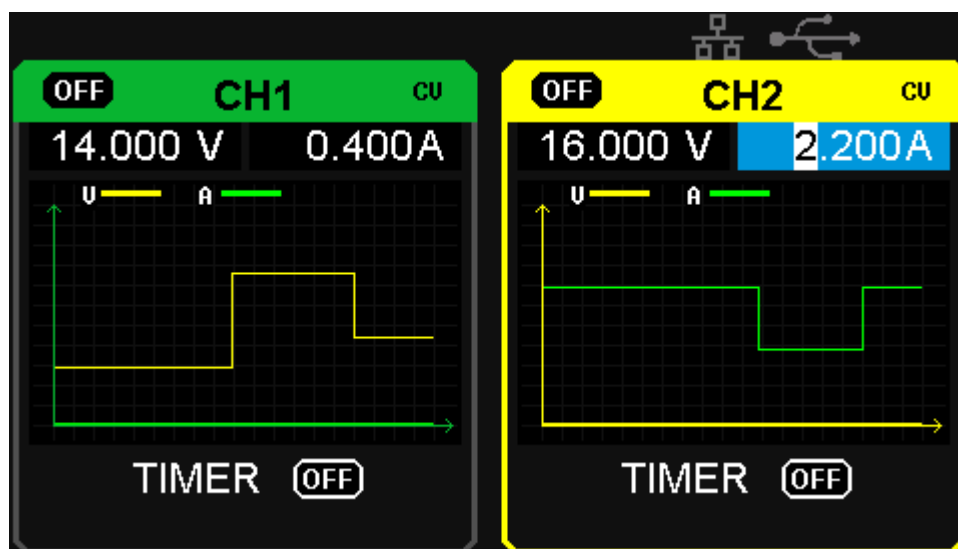 OFF CH1 CV
14.000 V 0.400A
V A
TIMER OFF
OFF CH2 CV
16.000 V 2.200A
V A
TIMER OFF